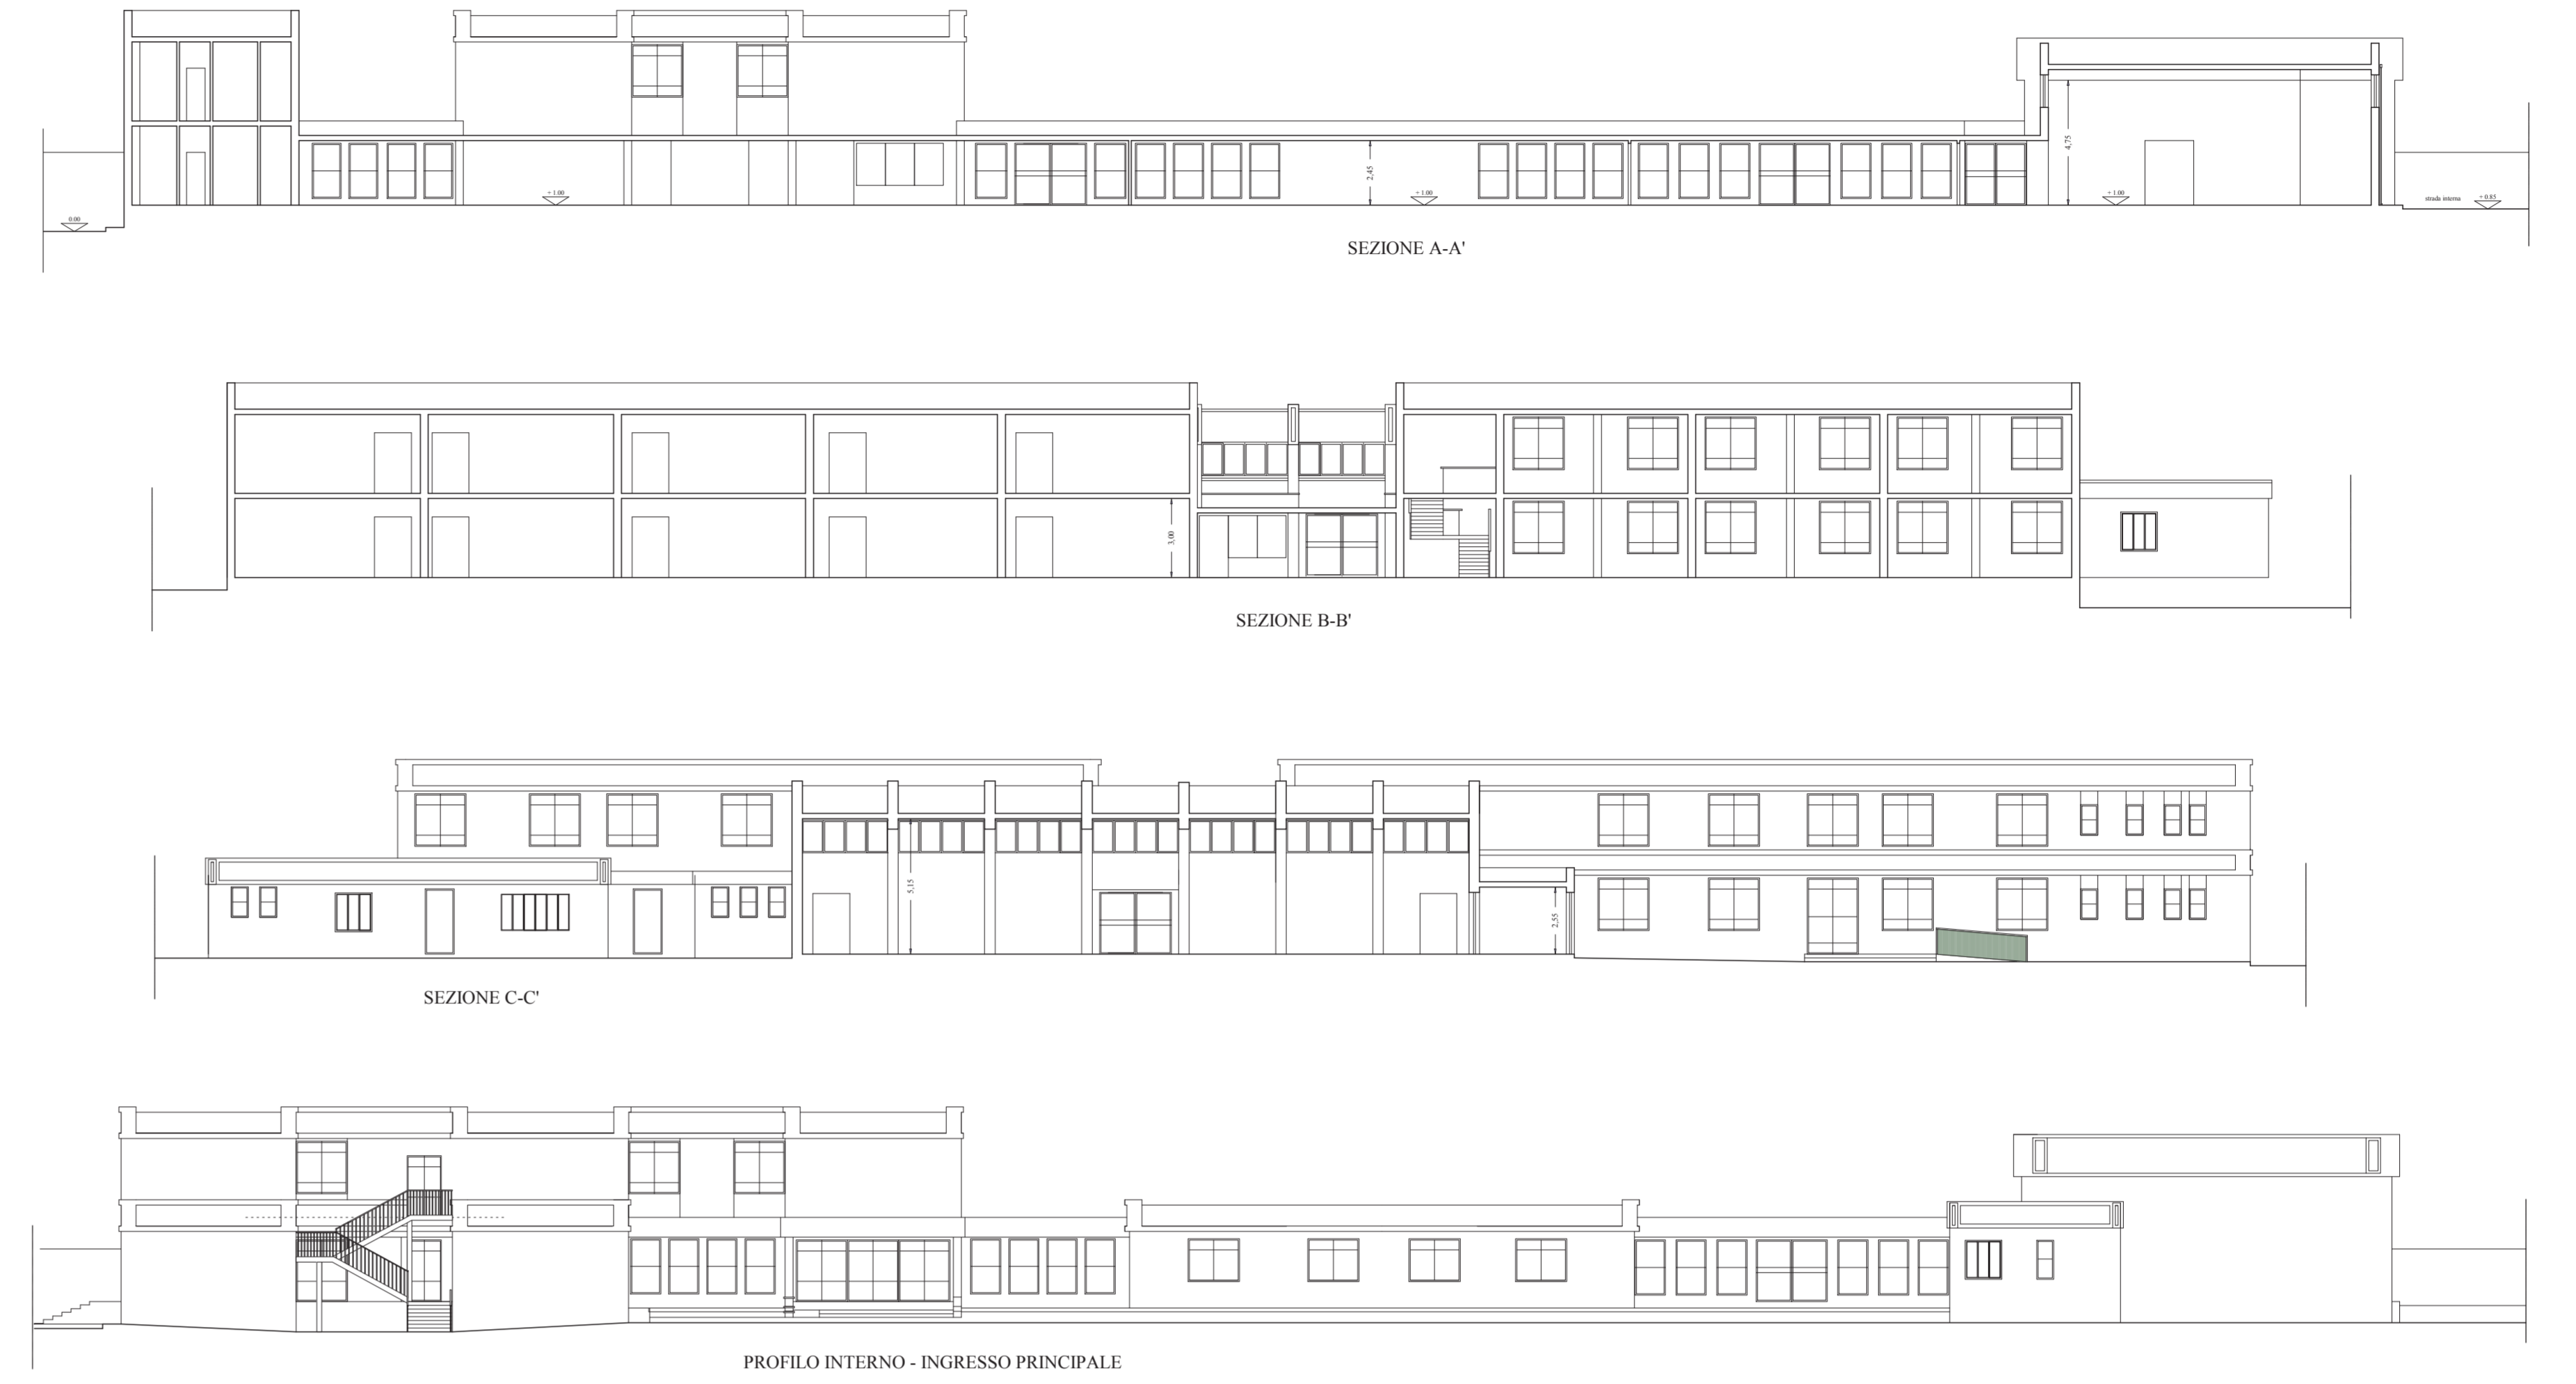 4,75
2,45
+ 1.00
+ 1.00
+ 1.00
strada interna
+ 0.85
0.00
SEZIONE A-A'
3,00
SEZIONE B-B'
5,15
2,55
SEZIONE C-C'
PROFILO INTERNO - INGRESSO PRINCIPALE